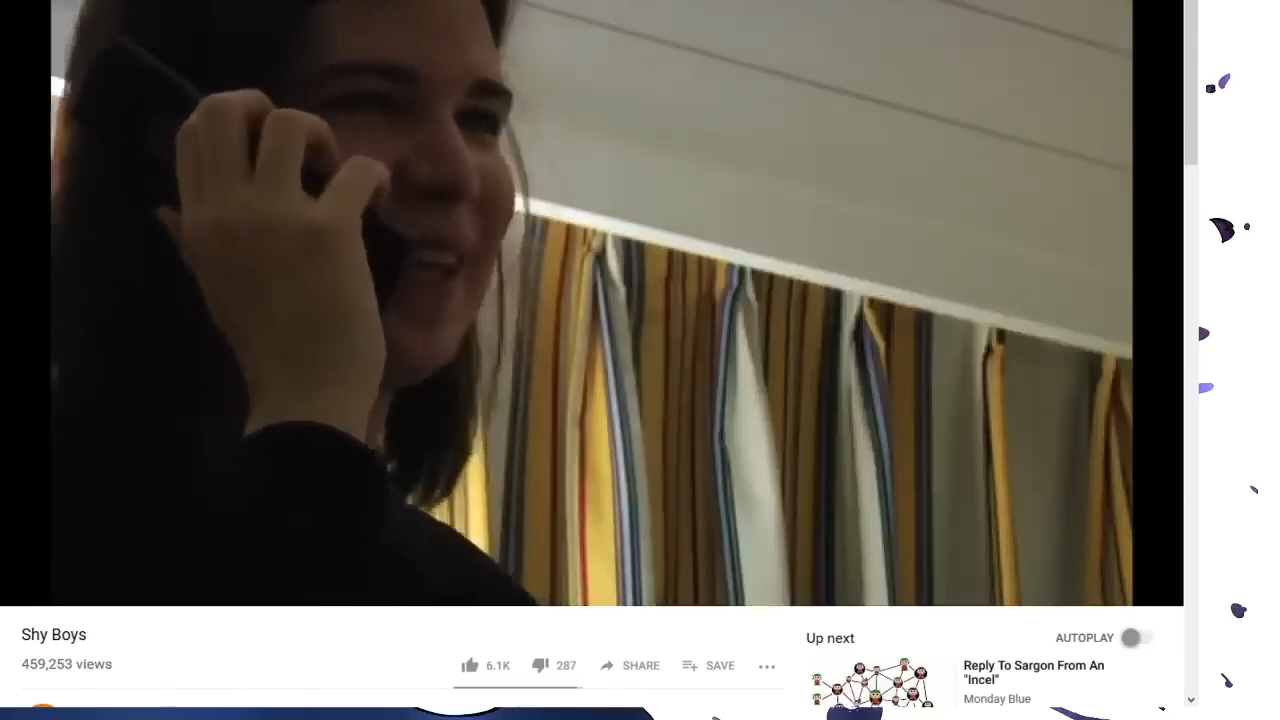 Shy Boys
459,253 views
6.1K 287 SHARE SAVE
Up next
AUTOPLAY
Reply To Sargon From An
"Incel"
Monday Blue